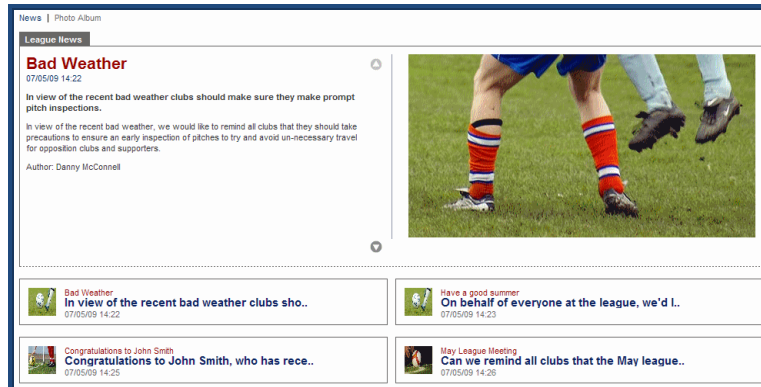 News | Photo Album
League News
Bad Weather
07/05/09 14:22
In view of the recent bad weather clubs should make sure they make prompt
pitch inspections.
In view of the recent bad weather, we would like to remind all clubs that they should take
precautions to ensure an early inspection of pitches to try and avoid un-necessary travel
for opposition clubs and supporters.
Author: Danny McConnell
Bad Weather
In view of the recent bad weather clubs sho..
07/05/09 14:22
Have a good summer
On behalf of everyone at the league, we'd l..
07/05/09 14:23
Congratulations to John Smith
Congratulations to John Smith, who has rece..
07/05/09 14:25
May League Meeting
Can we remind all clubs that the May league..
07/05/09 14:26